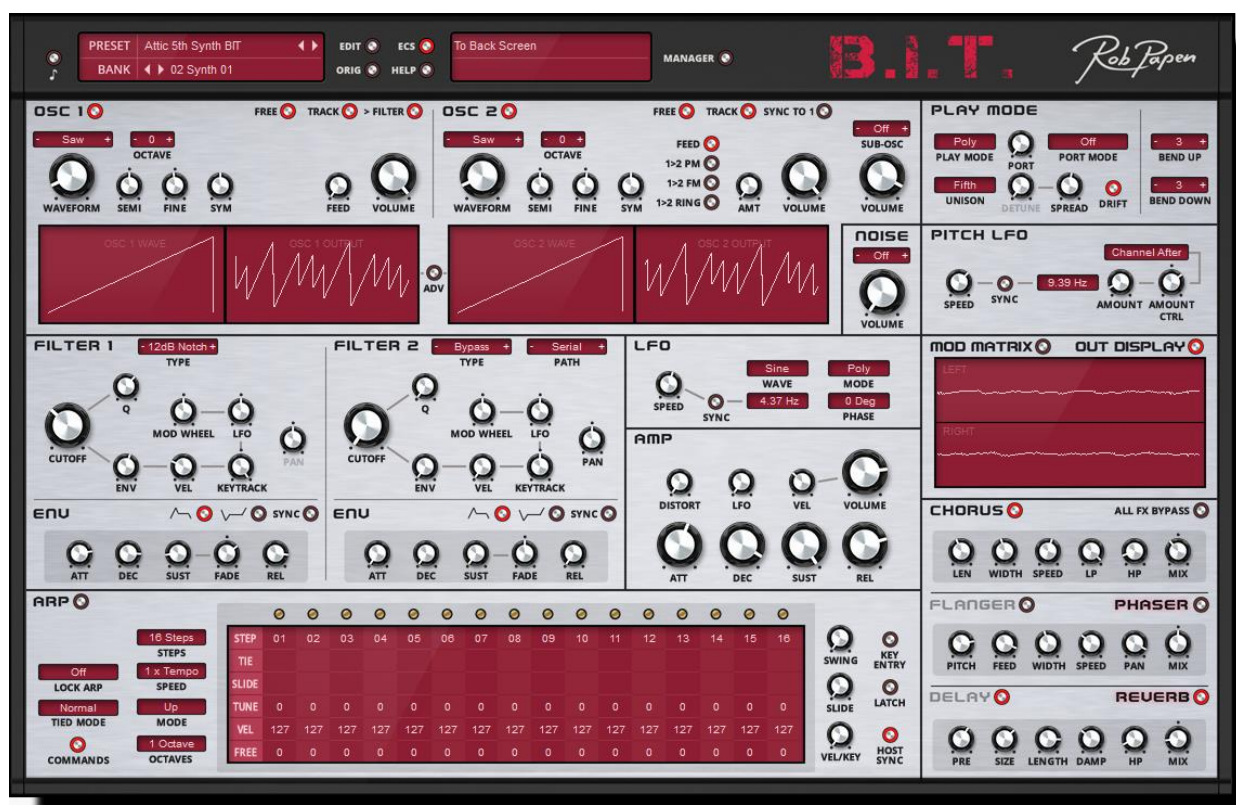 PRESET Attic 5th Synth BIT EDIT ECS To Back Screen
BANK 02 Synth 01 ORIG HELP MANAGER
B.I.T. Rob Papen
OSC 1 FREE TRACK > FILTER
- Saw + - 0 +
OCTAVE
WAVEFORM SEMI FINE SYM FEED VOLUME
OSC 1 WAVE OSC 1 OUTPUT
ADV
OSC 2 FREE TRACK SYNC TO 1
- Saw + - 0 +
OCTAVE
FEED
1>2 PM
1>2 FM
1>2 RING
WAVEFORM SEMI FINE SYM AMT VOLUME
- Off +
SUB-OSC
VOLUME
OSC 2 WAVE OSC 2 OUTPUT
NOISE
- Off +
VOLUME
PLAY MODE
Poly Off - 3 +
PLAY MODE PORT PORT MODE BEND UP
Fifth - 3 +
UNISON DETUNE SPREAD DRIFT BEND DOWN
PITCH LFO
Channel After
9.39 Hz
SPEED SYNC AMOUNT AMOUNT
CTRL
FILTER 1 - 12dB Notch +
TYPE
Q
MOD WHEEL LFO
CUTOFF PAN
ENV VEL KEYTRACK
ENV SYNC
ATT DEC SUST FADE REL
FILTER 2 - Bypass + - Serial +
TYPE PATH
Q
MOD WHEEL LFO
CUTOFF PAN
ENV VEL KEYTRACK
ENV SYNC
ATT DEC SUST FADE REL
LFO
Sine Poly
WAVE MODE
SPEED SYNC 4.37 Hz 0 Deg
PHASE
AMP
DISTORT LFO VEL VOLUME
ATT DEC SUST REL
MOD MATRIX OUT DISPLAY
LEFT
RIGHT
CHORUS ALL FX BYPASS
LEN WIDTH SPEED LP HP MIX
FLANGER PHASER
PITCH FEED WIDTH SPEED PAN MIX
DELAY REVERB
PRE SIZE LENGTH DAMP HP MIX
ARP
16 Steps
STEPS
Off 1 x Tempo
LOCK ARP SPEED
Normal Up
TIED MODE MODE
1 Octave
COMMANDS OCTAVES
STEP 01 02 03 04 05 06 07 08 09 10 11 12 13 14 15 16
TIE
SLIDE
TUNE 0 0 0 0 0 0 0 0 0 0 0 0 0 0 0 0
VEL 127 127 127 127 127 127 127 127 127 127 127 127 127 127 127 127
FREE 0 0 0 0 0 0 0 0 0 0 0 0 0 0 0 0
SWING KEY
ENTRY
SLIDE LATCH
VEL/KEY HOST
SYNC